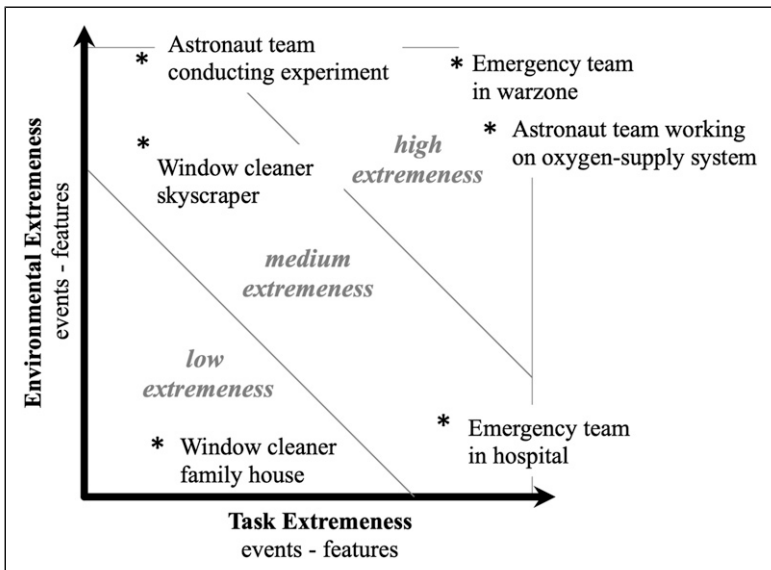 Astronaut team
conducting experiment
* Emergency team
in warzone
* Astronaut team working
on oxygen-supply system
*
*
Window cleaner
skyscraper
high
extremeness
medium
extremeness
low
extremeness
* Window cleaner
family house
* Emergency team
in hospital
Environmental Extremeness
events - features
Task Extremeness
events - features